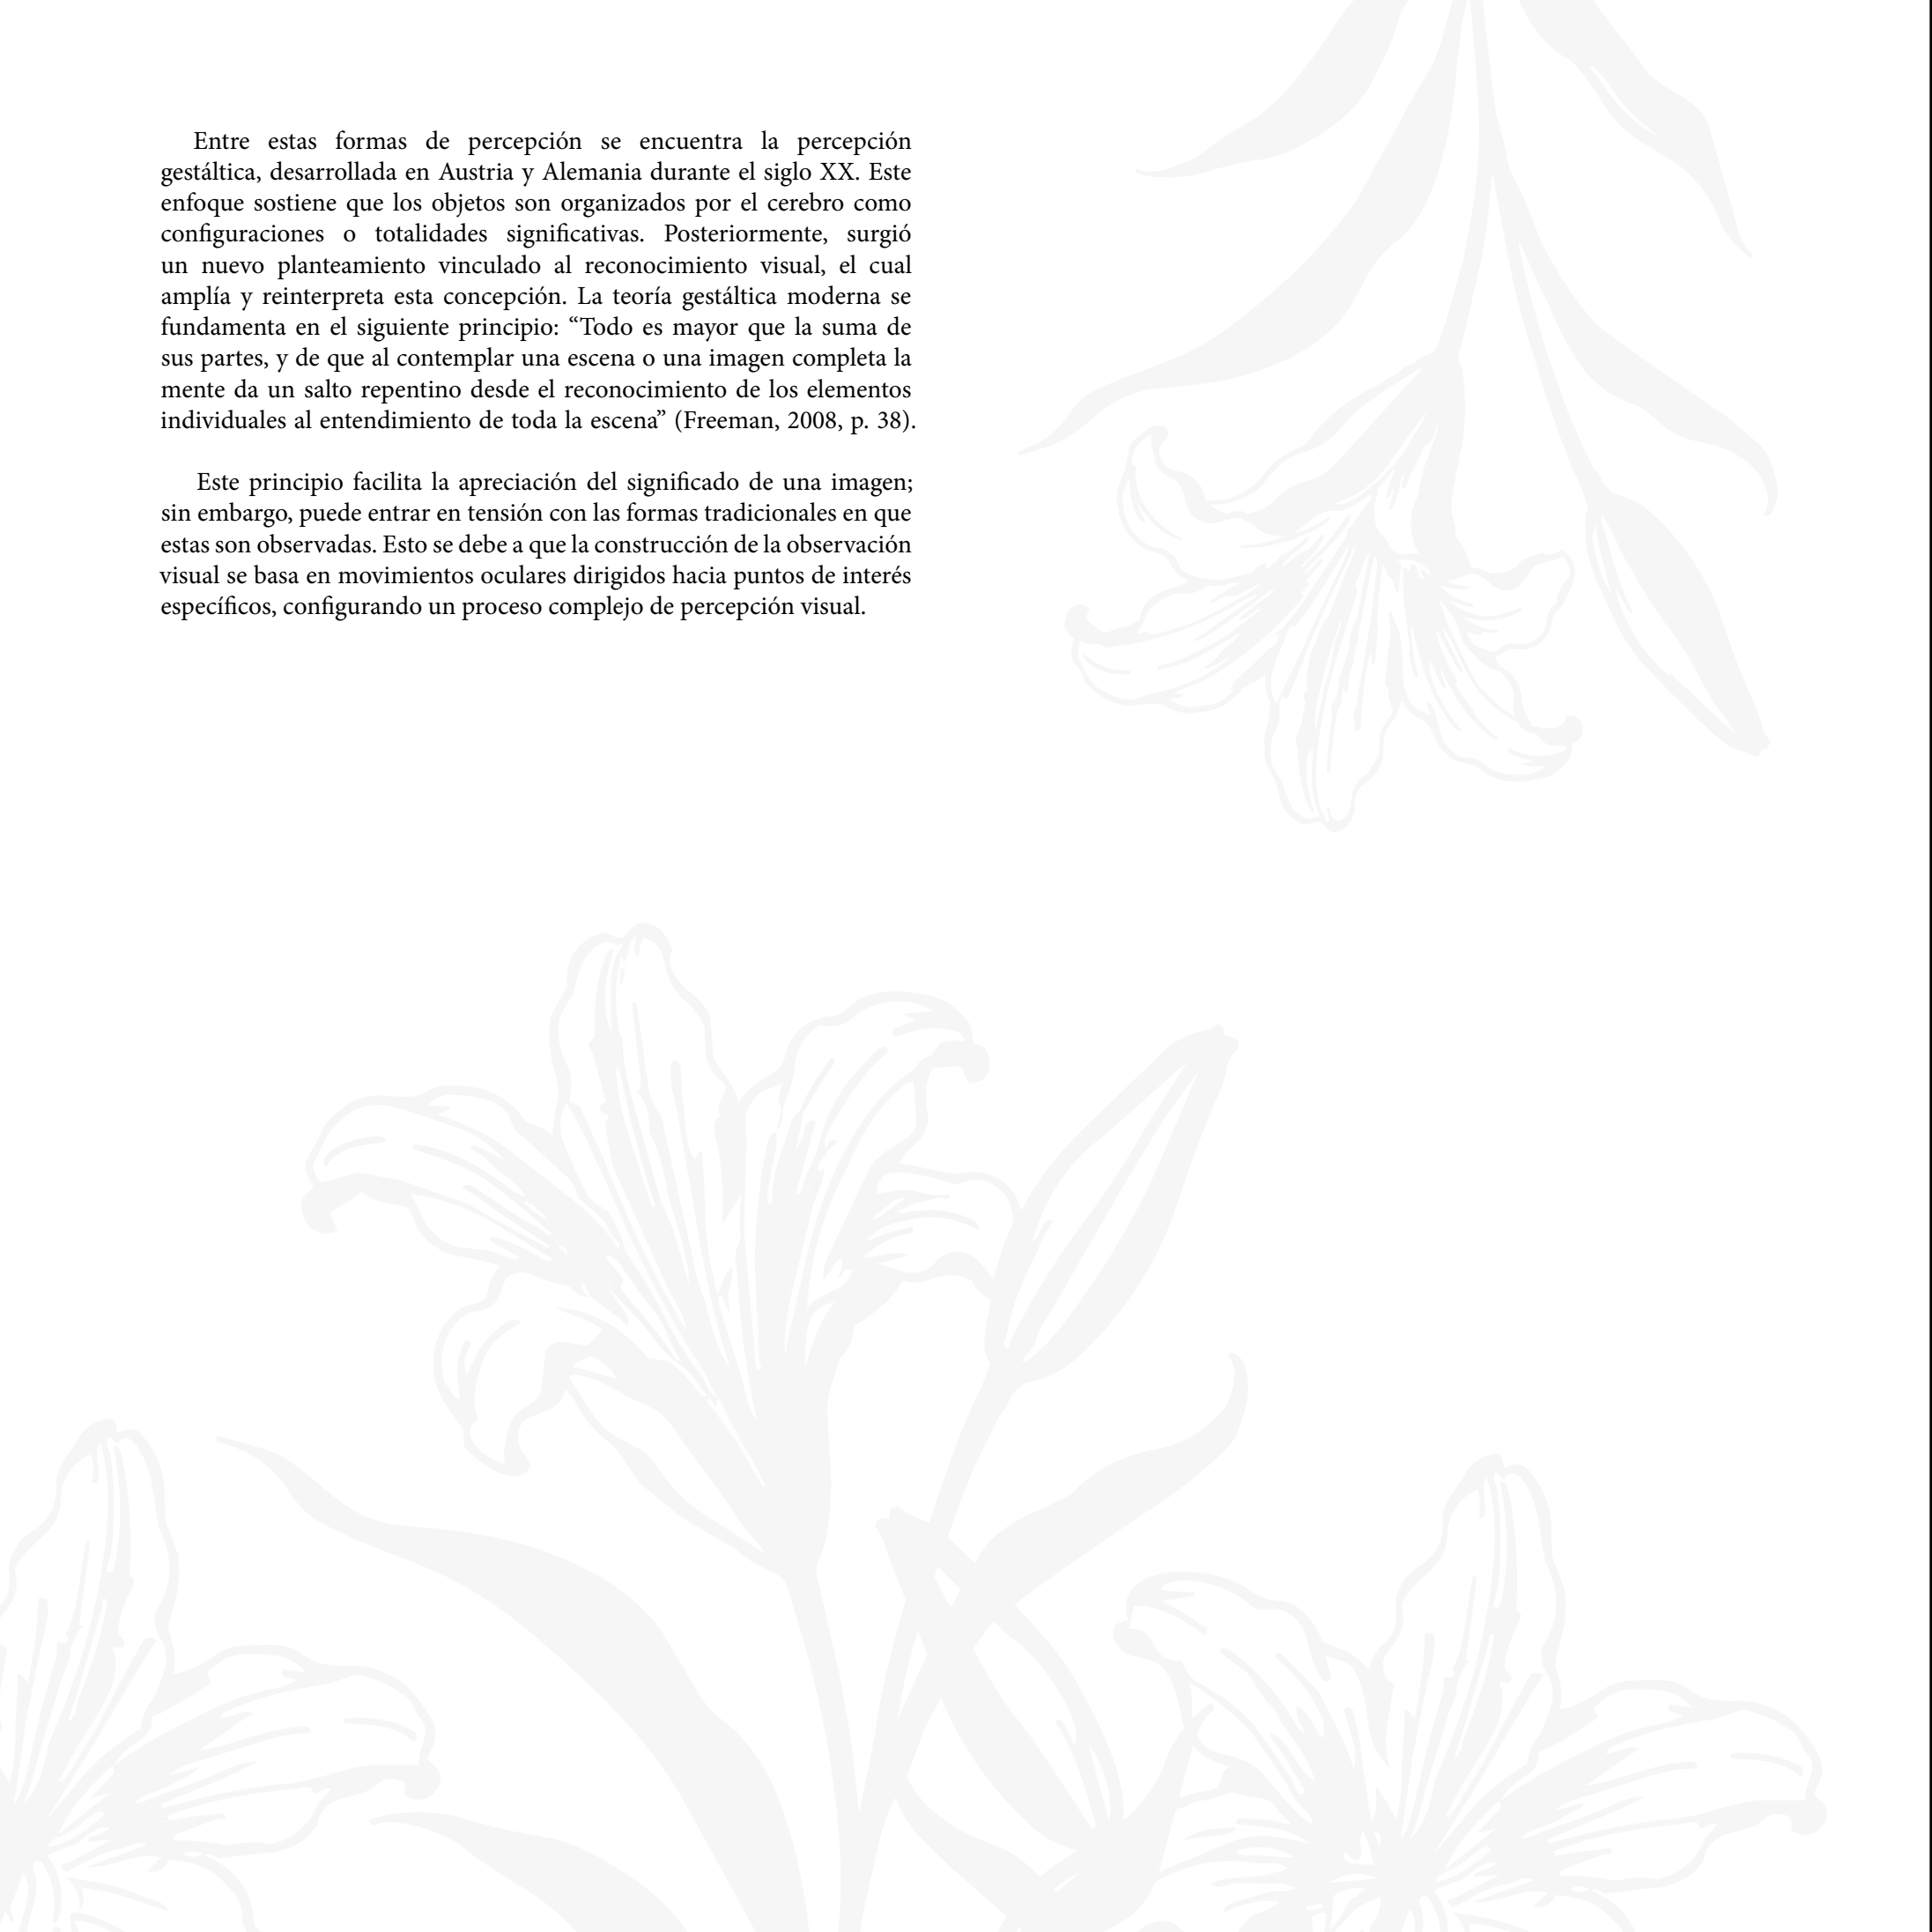 Entre estas formas de percepción se encuentra la percepción
gestáltica, desarrollada en Austria y Alemania durante el siglo XX. Este
enfoque sostiene que los objetos son organizados por el cerebro como
configuraciones o totalidades significativas. Posteriormente, surgió
un nuevo planteamiento vinculado al reconocimiento visual, el cual
amplía y reinterpreta esta concepción. La teoría gestáltica moderna se
fundamenta en el siguiente principio: “Todo es mayor que la suma de
sus partes, y de que al contemplar una escena o una imagen completa la
mente da un salto repentino desde el reconocimiento de los elementos
individuales al entendimiento de toda la escena” (Freeman, 2008, p. 38).
Este principio facilita la apreciación del significado de una imagen;
sin embargo, puede entrar en tensión con las formas tradicionales en que
estas son observadas. Esto se debe a que la construcción de la observación
visual se basa en movimientos oculares dirigidos hacia puntos de interés
específicos, configurando un proceso complejo de percepción visual.